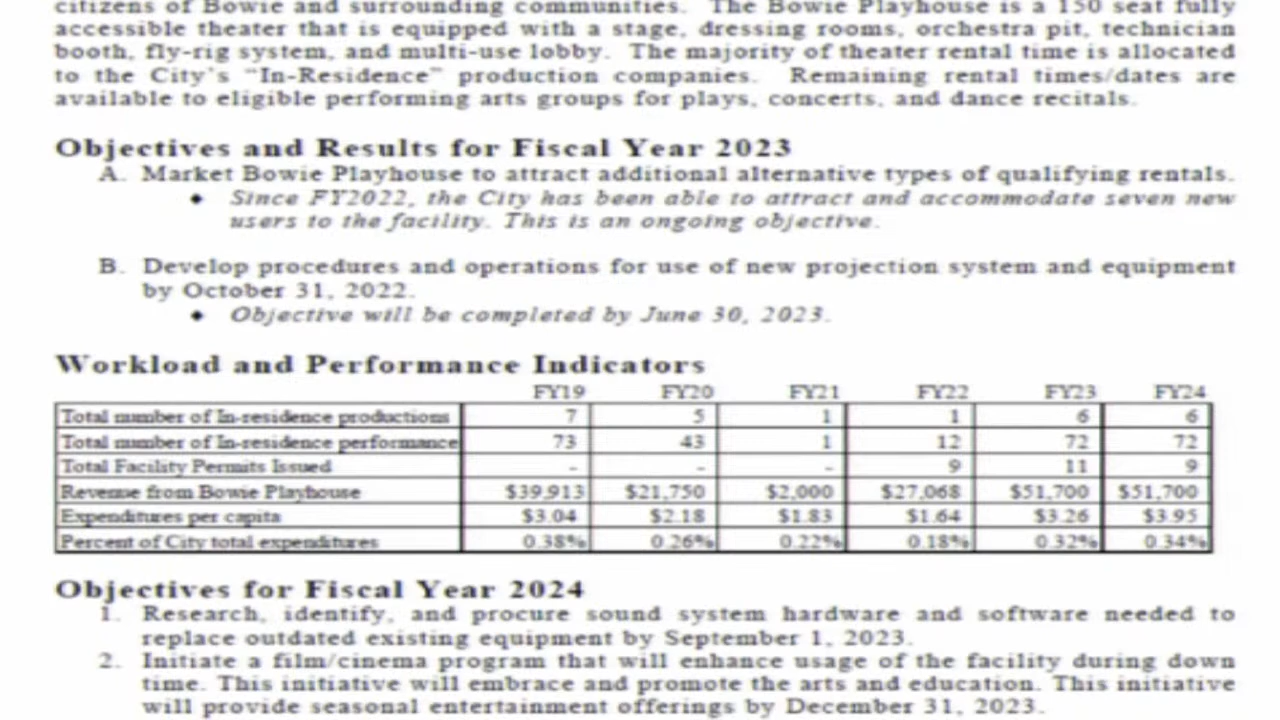 citizens of Bowie and surrounding communities. The Bowie Playhouse is a 150 seat fully
accessible theater that is equipped with a stage, dressing rooms, orchestra pit, technician
booth, fly-rig system, and multi-use lobby. The majority of theater rental time is allocated
to the City's "In-Residence" production companies. Remaining rental times/dates are
available to eligible performing arts groups for plays, concerts, and dance recitals.
Objectives and Results for Fiscal Year 2023
A. Market Bowie Playhouse to attract additional alternative types of qualifying rentals.
• Since FY2022, the City has been able to attract and accommodate seven new
users to the facility. This is an ongoing objective.
B. Develop procedures and operations for use of new projection system and equipment
by October 31, 2022.
• Objective will be completed by June 30, 2023.
Workload and Performance Indicators
FY19 FY20 FY21 FY22 FY23 FY24
Total number of In-residence productions 7 5 1 1 6 6
Total number of In-residence performance 73 43 1 12 72 72
Total Facility Permits Issued - - - 9 11 9
Revenue from Bowie Playhouse $39,913 $21,750 $2,000 $27,068 $51,700 $51,700
Expenditures per capita $3.04 $2.18 $1.83 $1.64 $3.26 $3.95
Percent of City total expenditures 0.38% 0.26% 0.22% 0.18% 0.32% 0.34%
Objectives for Fiscal Year 2024
1. Research, identify, and procure sound system hardware and software needed to
replace outdated existing equipment by September 1, 2023.
2. Initiate a film/cinema program that will enhance usage of the facility during down
time. This initiative will embrace and promote the arts and education. This initiative
will provide seasonal entertainment offerings by December 31, 2023.